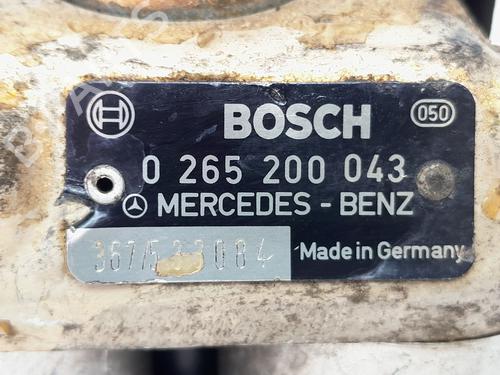 BOSCH
050
0 265 200 043
MERCEDES - BENZ
Made in Germany